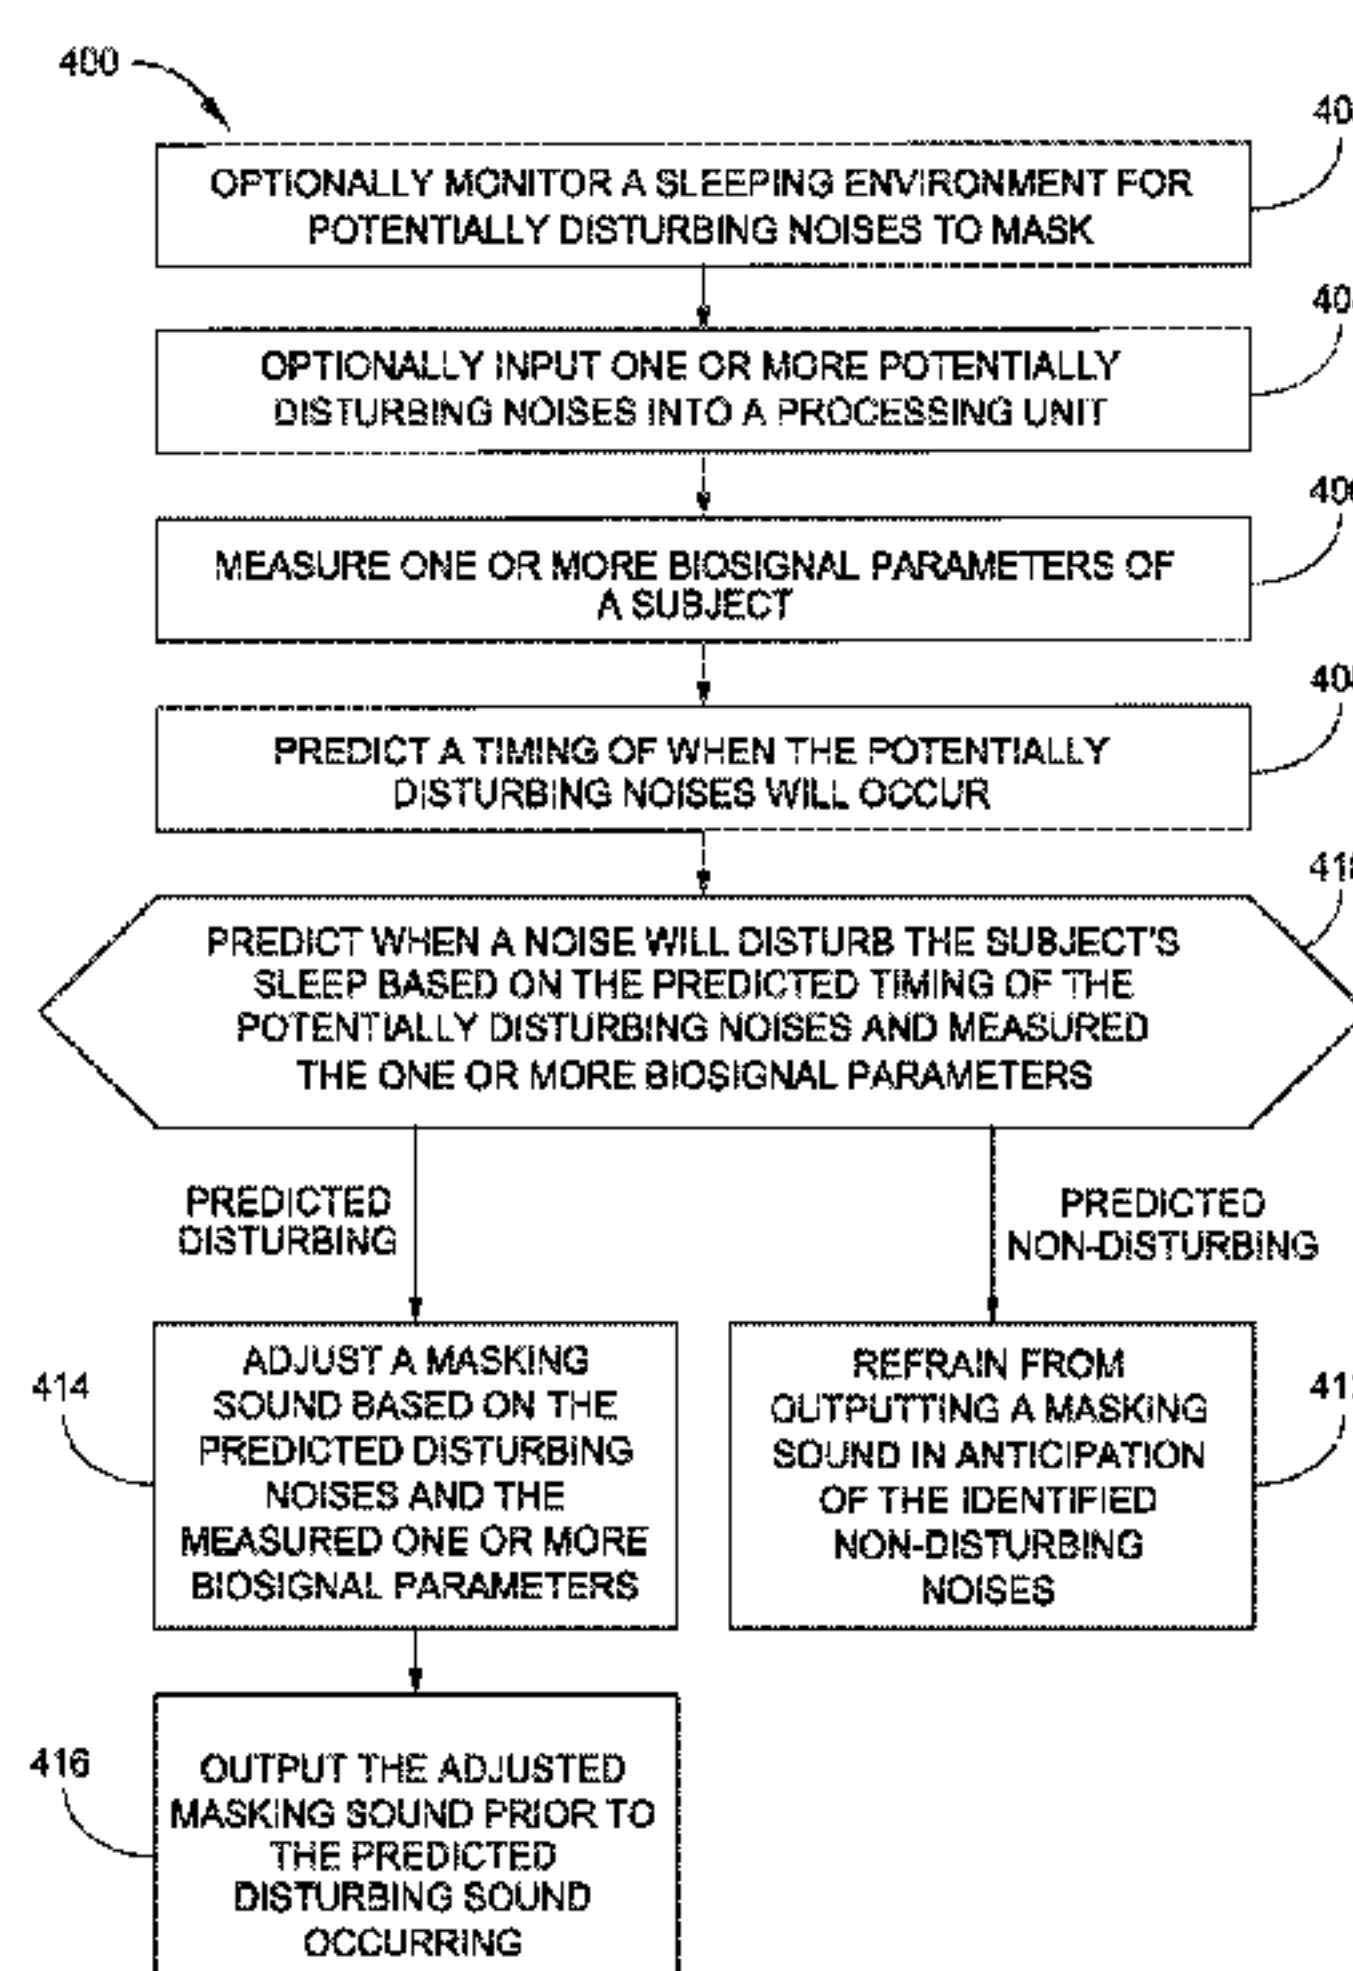 400
OPTIONALLY MONITOR A SLEEPING ENVIRONMENT FOR
POTENTIALLY DISTURBING NOISES TO MASK
OPTIONALLY INPUT ONE OR MORE POTENTIALLY
DISTURBING NOISES INTO A PROCESSING UNIT
MEASURE ONE OR MORE BIOSIGNAL PARAMETERS OF
A SUBJECT
PREDICT A TIMING OF WHEN THE POTENTIALLY
DISTURBING NOISES WILL OCCUR
PREDICT WHEN A NOISE WILL DISTURB THE SUBJECT'S
SLEEP BASED ON THE PREDICTED TIMING OF THE
POTENTIALLY DISTURBING NOISES AND MEASURED
THE ONE OR MORE BIOSIGNAL PARAMETERS
PREDICTED
DISTURBING
PREDICTED
NON-DISTURBING
414
ADJUST A MASKING
SOUND BASED ON THE
PREDICTED DISTURBING
NOISES AND THE
MEASURED ONE OR MORE
BIOSIGNAL PARAMETERS
REFRAIN FROM
OUTPUTTING A MASKING
SOUND IN ANTICIPATION
OF THE IDENTIFIED
NON-DISTURBING
NOISES
416
OUTPUT THE ADJUSTED
MASKING SOUND PRIOR TO
THE PREDICTED
DISTURBING SOUND
OCCURRING